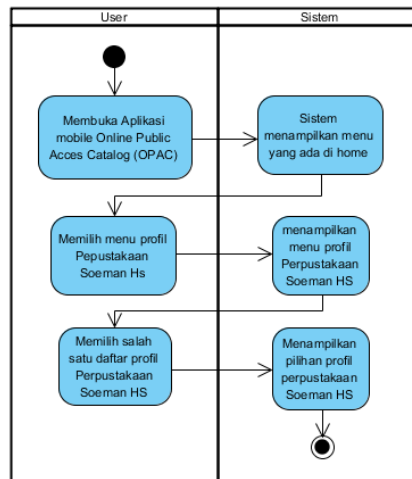 User
Sistem
Membuka Aplikasi
mobile Online Public
Acces Catalog (OPAC)
Sistem
menampilkan menu
yang ada di home
Memilih menu profil
Pepustakaan
Soeman Hs
menampilkan
menu profil
Perpustakaan
Soeman HS
Memilih salah
satu daftar profil
Perpustakaan
Soeman HS
Menampilkan
pilihan profil
perpustakaan
Soeman HS